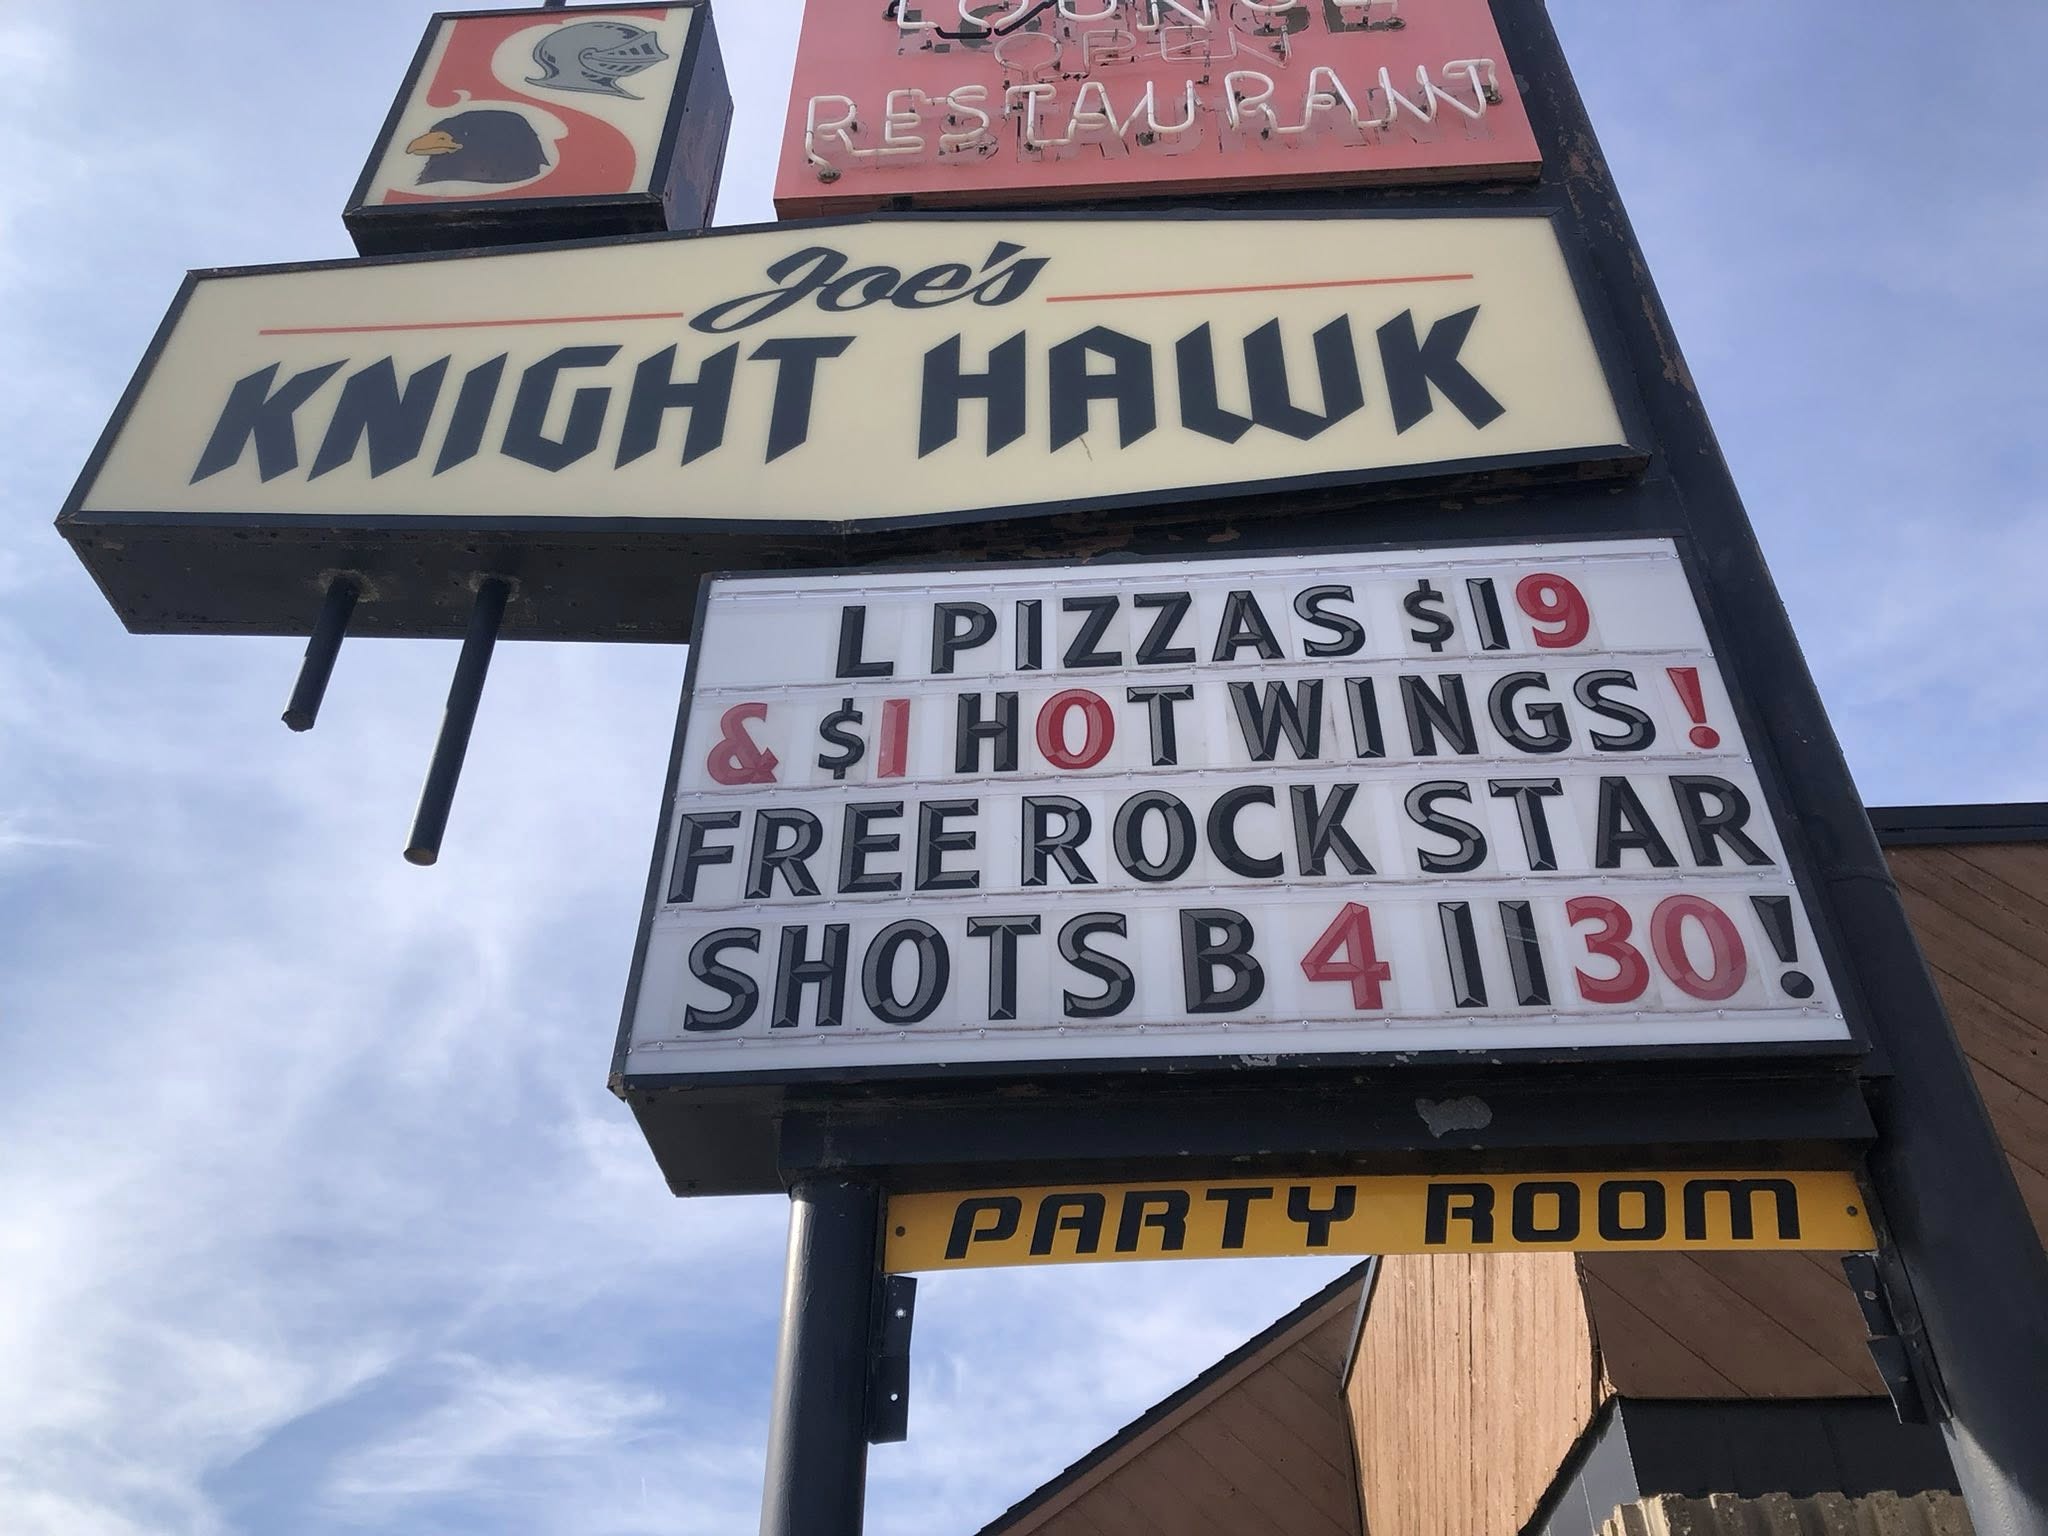 LOUNGE
OPEN
RESTAURANT
Joe's
KNIGHT HAWK
L PIZZAS $19
& $1 HOT WINGS!
FREE ROCK STAR
SHOTS B 4 1130!
PARTY ROOM